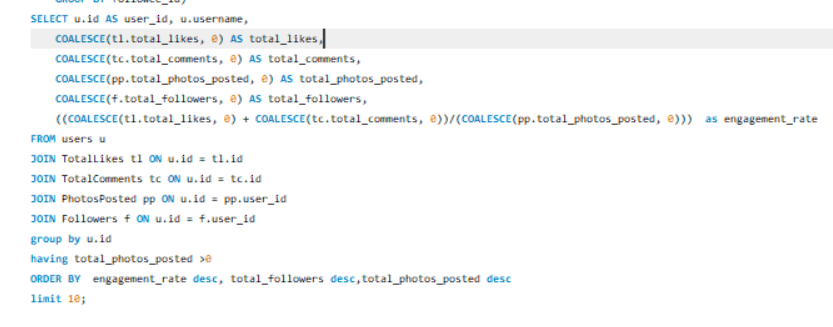 GROUP BY followee_id)
SELECT u.id AS user_id, u.username,
COALESCE(tl.total_likes, 0) AS total_likes,
COALESCE(tc.total_comments, 0) AS total_comments,
COALESCE(pp.total_photos_posted, 0) AS total_photos_posted,
COALESCE(f.total_followers, 0) AS total_followers,
((COALESCE(tl.total_likes, 0) + COALESCE(tc.total_comments, 0))/(COALESCE(pp.total_photos_posted, 0))) as engagement_rate
FROM users u
JOIN TotalLikes tl ON u.id = tl.id
JOIN TotalComments tc ON u.id = tc.id
JOIN PhotosPosted pp ON u.id = pp.user_id
JOIN Followers f ON u.id = f.user_id
group by u.id
having total_photos_posted >0
ORDER BY engagement_rate desc, total_followers desc,total_photos_posted desc
limit 10;